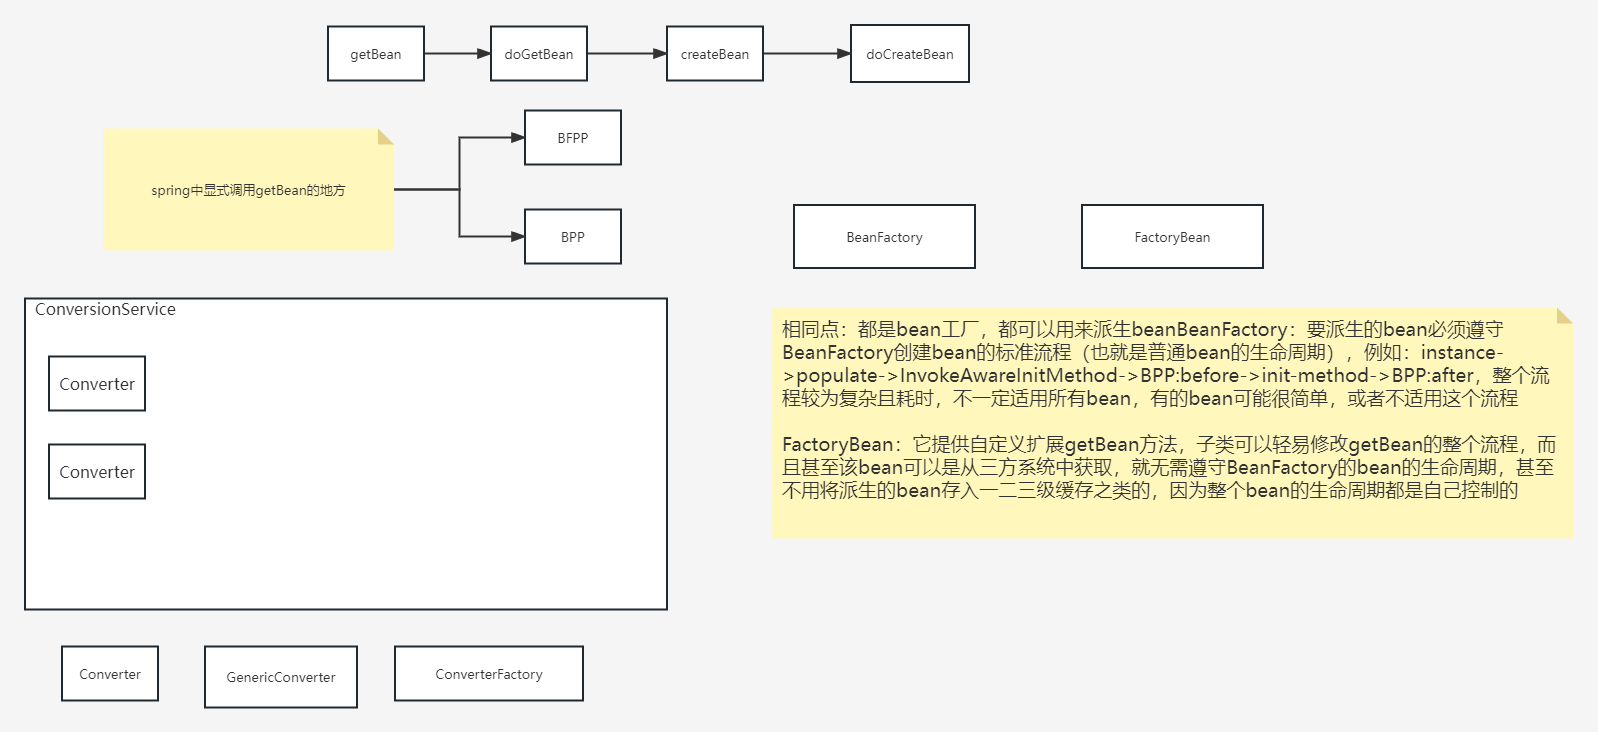 getBean
doGetBean
createBean
doCreateBean
BFPP
spring中显式调用getBean的地方
BPP
BeanFactory
FactoryBean
ConversionService
Converter
Converter
相同点：都是bean工厂，都可以用来派生beanBeanFactory：要派生的bean必须遵守
BeanFactory创建bean的标准流程（也就是普通bean的生命周期），例如：instance-
>populate->InvokeAwareInitMethod->BPP:before->init-method->BPP:after，整个流
程较为复杂且耗时，不一定适用所有bean，有的bean可能很简单，或者不适用这个流程
FactoryBean：它提供自定义扩展getBean方法，子类可以轻易修改getBean的整个流程，而
且甚至该bean可以是从三方系统中获取，就无需遵守BeanFactory的bean的生命周期，甚至
不用将派生的bean存入一二三级缓存之类的，因为整个bean的生命周期都是自己控制的
Converter
GenericConverter
ConverterFactory